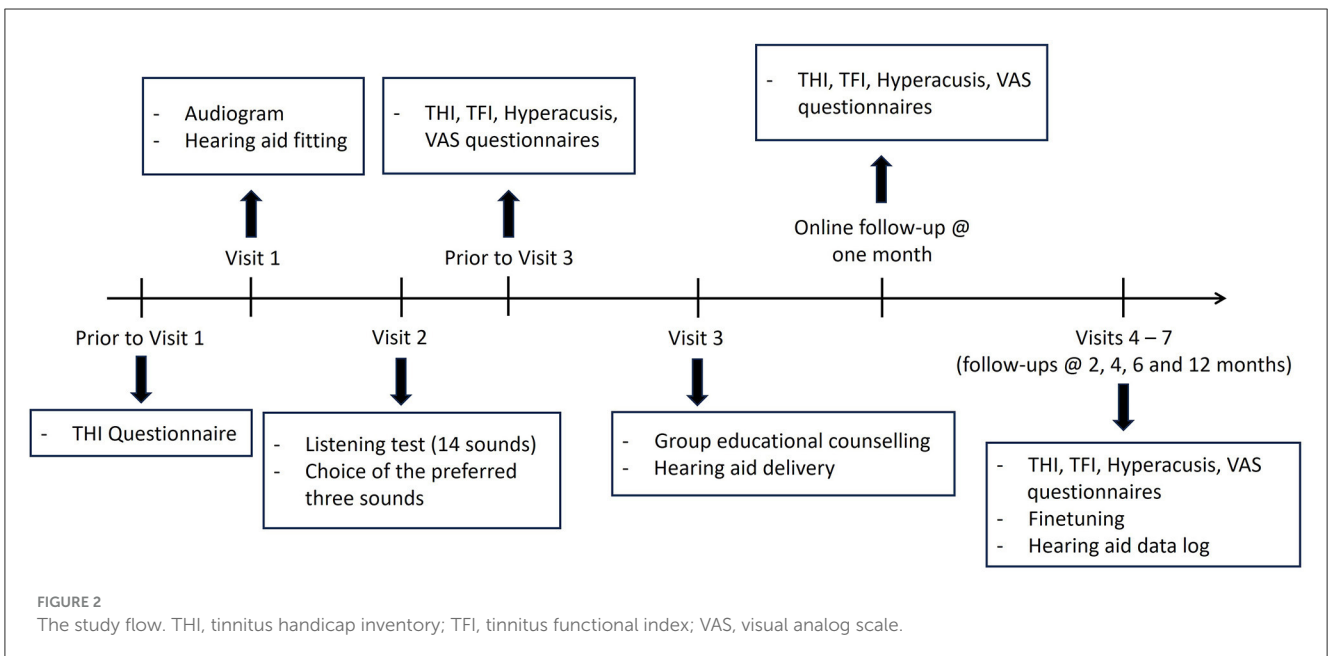 - Audiogram
- Hearing aid fitting
- THI, TFI, Hyperacusis,
VAS questionnaires
- THI, TFI, Hyperacusis, VAS
questionnaires
Visit 1
Prior to Visit 3
Online follow-up @
one month
Prior to Visit 1
Visit 2
Visit 3
Visits 4 – 7
(follow-ups @ 2, 4, 6 and 12 months)
- THI Questionnaire
- Listening test (14 sounds)
- Choice of the preferred
three sounds
- Group educational counselling
- Hearing aid delivery
- THI, TFI, Hyperacusis, VAS
questionnaires
- Finetuning
- Hearing aid data log
FIGURE 2
The study flow. THI, tinnitus handicap inventory; TFI, tinnitus functional index; VAS, visual analog scale.